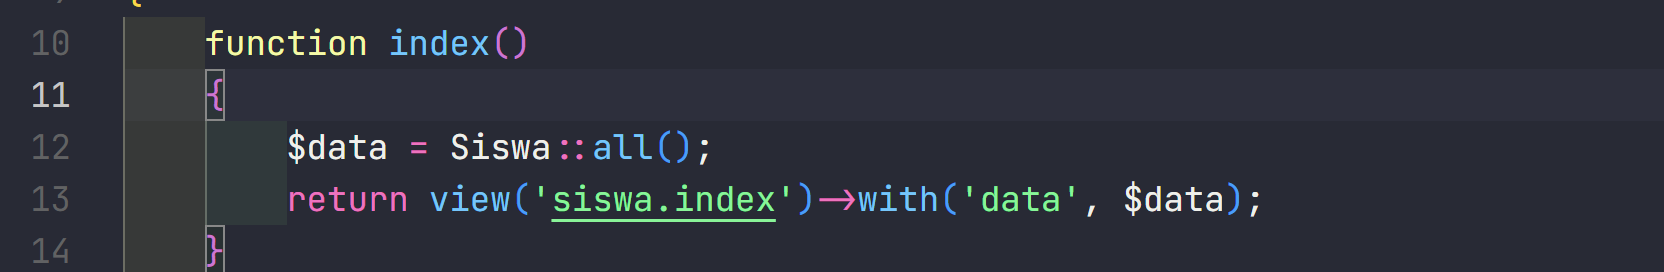 10 function index()
11 {
12 $data = Siswa::all();
13 return view('siswa.index')->with('data', $data);
14 }